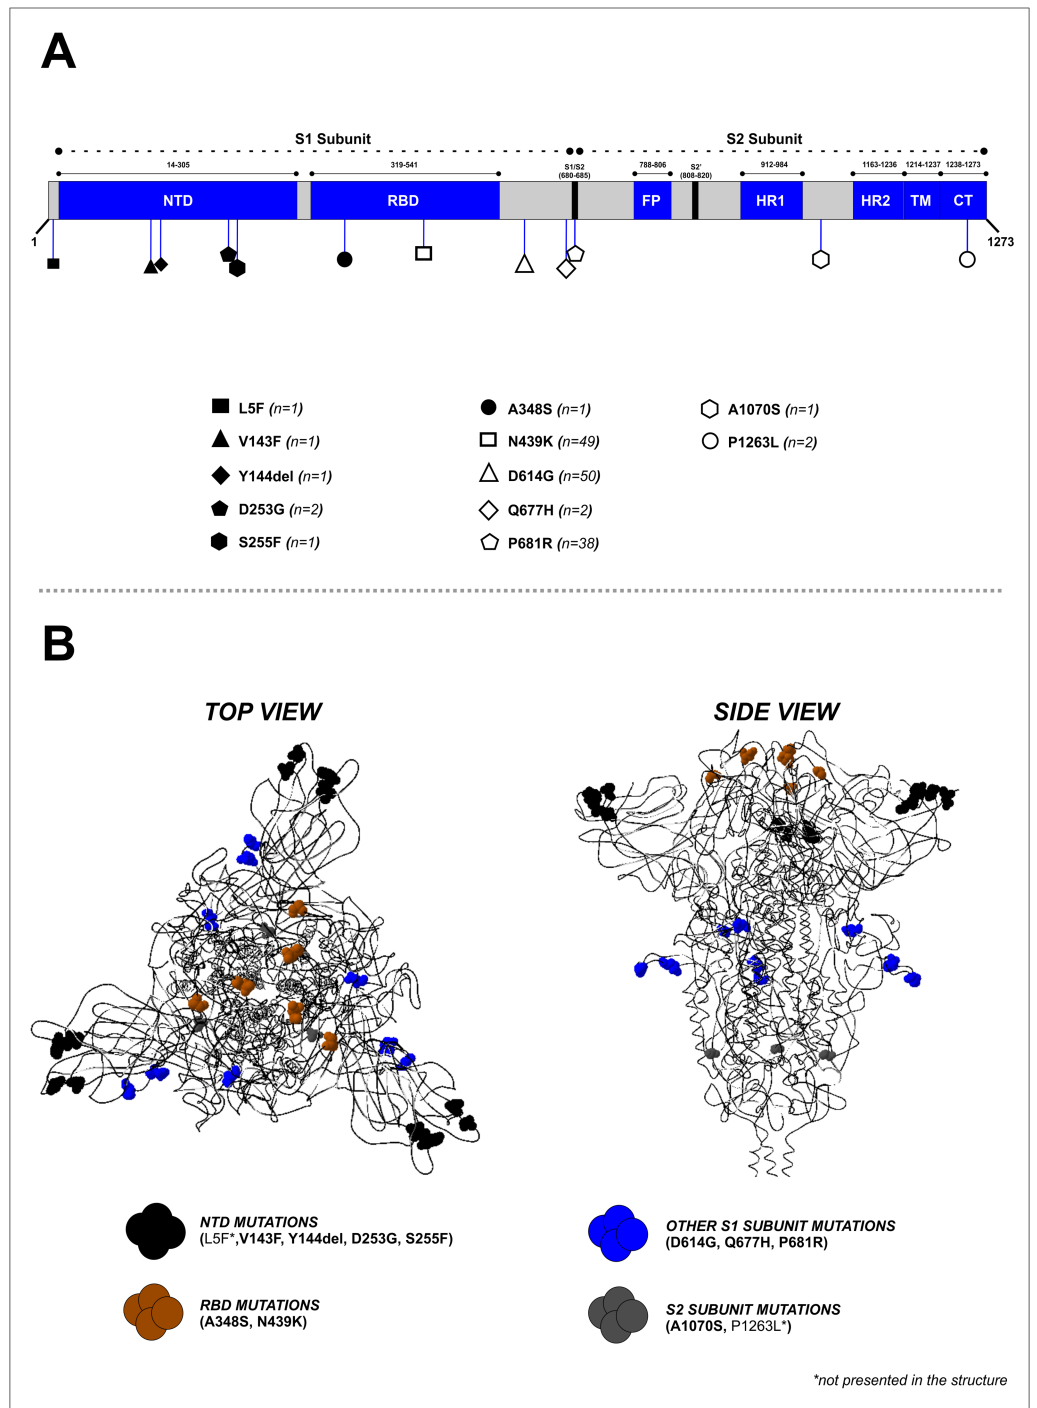 A
S1 Subunit S2 Subunit
14-305 319-541 S1/S2 (680-685) 788-806 S2' (808-820) 912-984 1163-1236 1214-1237 1238-1273
NTD RBD FP HR1 HR2 TM CT
1 1273
L5F (n=1) A348S (n=1) A1070S (n=1)
V143F (n=1) N439K (n=49) P1263L (n=2)
Y144del (n=1) D614G (n=50)
D253G (n=2) Q677H (n=2)
S255F (n=1) P681R (n=38)
B
TOP VIEW SIDE VIEW
NTD MUTATIONS
(L5F*,V143F, Y144del, D253G, S255F)
OTHER S1 SUBUNIT MUTATIONS
(D614G, Q677H, P681R)
RBD MUTATIONS
(A348S, N439K)
S2 SUBUNIT MUTATIONS
(A1070S, P1263L*)
*not presented in the structure